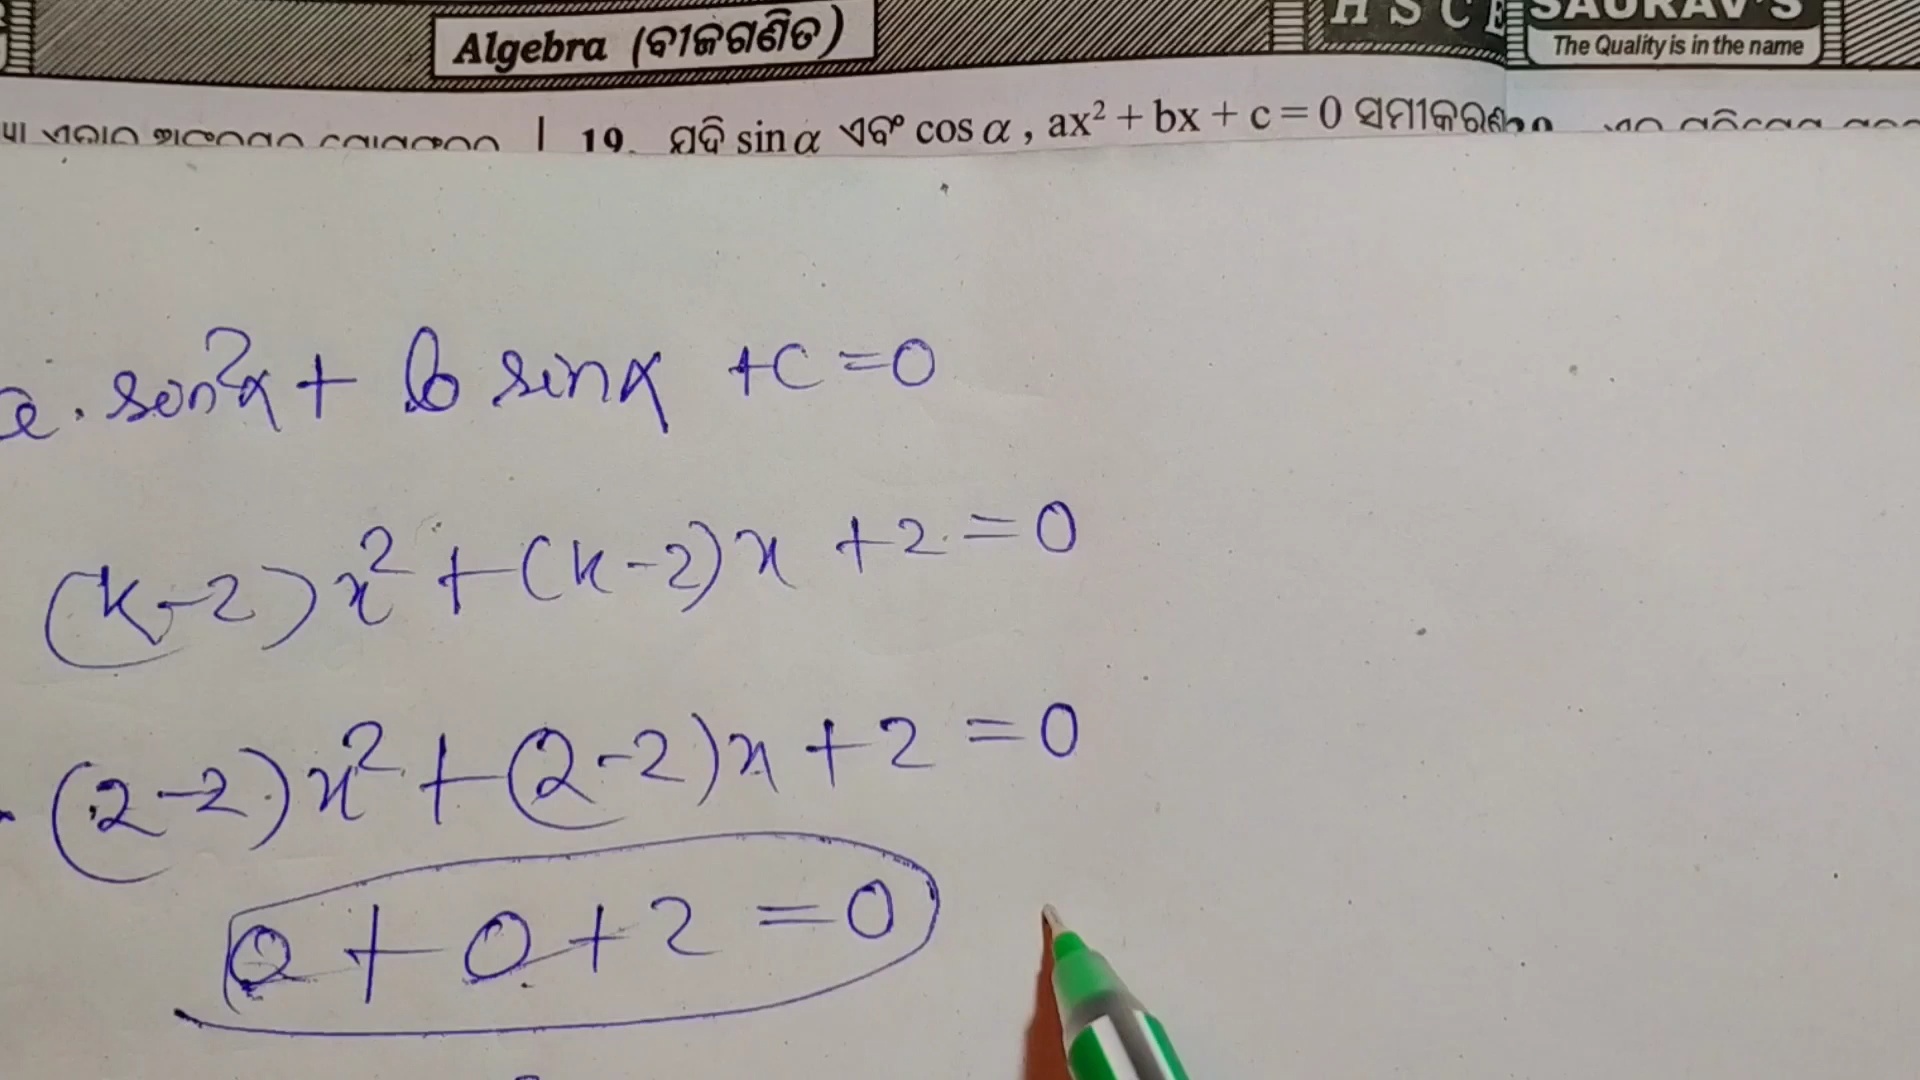 Algebra (ବୀଜଗଣିତ)
H S C E SAURAV'S
The Quality is in the name
19. ଯଦି sin α ଏବଂ cos α , ax² + bx + c = 0 ସମୀକରଣ
a. sin²α + b sinα + c = 0
(k-2)x² + (k-2)x + 2 = 0
(2-2)x² + (2-2)x + 2 = 0
0 + 0 + 2 = 0